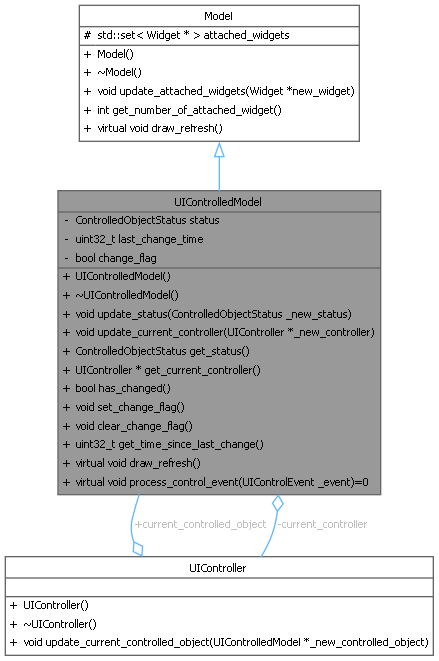 Model
# std::set< Widget * > attached_widgets
+ Model()
+ ~Model()
+ void update_attached_widgets(Widget *new_widget)
+ int get_number_of_attached_widget()
+ virtual void draw_refresh()
UIControlledModel
- ControlledObjectStatus status
- uint32_t last_change_time
- bool change_flag
+ UIControlledModel()
+ ~UIControlledModel()
+ void update_status(ControlledObjectStatus _new_status)
+ void update_current_controller(UIController *_new_controller)
+ ControlledObjectStatus get_status()
+ UIController * get_current_controller()
+ bool has_changed()
+ void set_change_flag()
+ void clear_change_flag()
+ uint32_t get_time_since_last_change()
+ virtual void draw_refresh()
+ virtual void process_control_event(UIControlEvent _event)=0
+current_controlled_object
-current_controller
UIController
+ UIController()
+ ~UIController()
+ void update_current_controlled_object(UIControlledModel *_new_controlled_object)